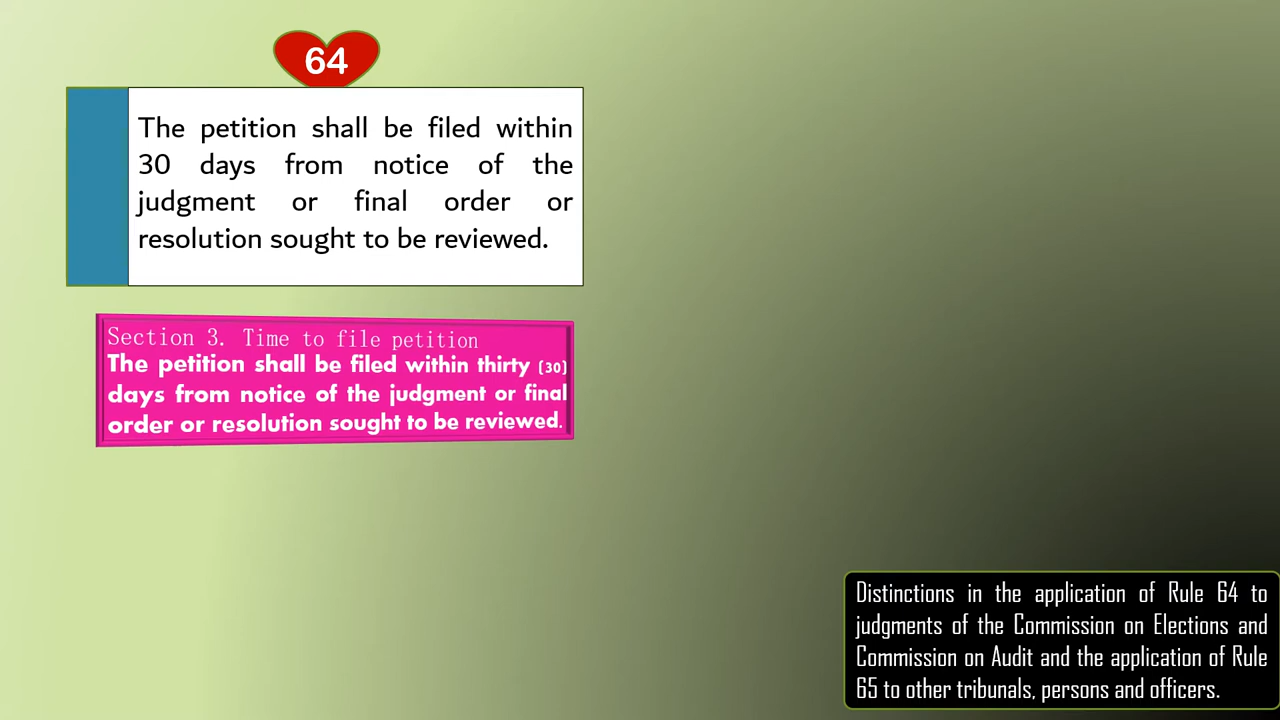 64
The petition shall be filed within
30 days from notice of the
judgment or final order or
resolution sought to be reviewed.
Section 3. Time to file petition
The petition shall be filed within thirty (30)
days from notice of the judgment or final
order or resolution sought to be reviewed.
Distinctions in the application of Rule 64 to
judgments of the Commission on Elections and
Commission on Audit and the application of Rule
65 to other tribunals, persons and officers.